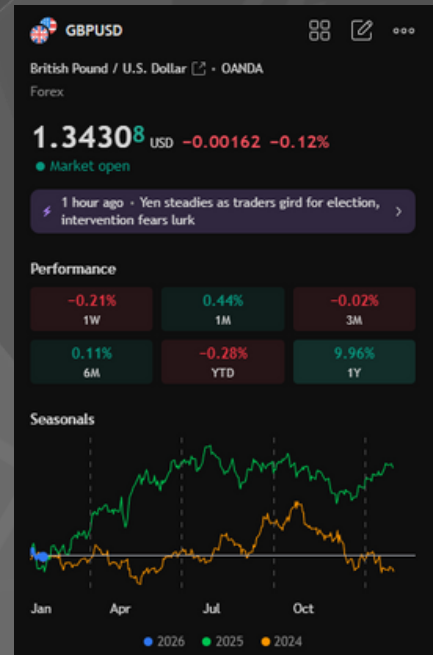 GBPUSD
British Pound / U.S. Dollar • OANDA
Forex
1.34308 USD −0.00162 −0.12%
Market open
1 hour ago • Yen steadies as traders gird for election,
intervention fears lurk
Performance
−0.21% 0.44% −0.02%
1W 1M 3M
0.11% −0.28% 9.96%
6M YTD 1Y
Seasonals
Jan Apr Jul Oct
2026 2025 2024